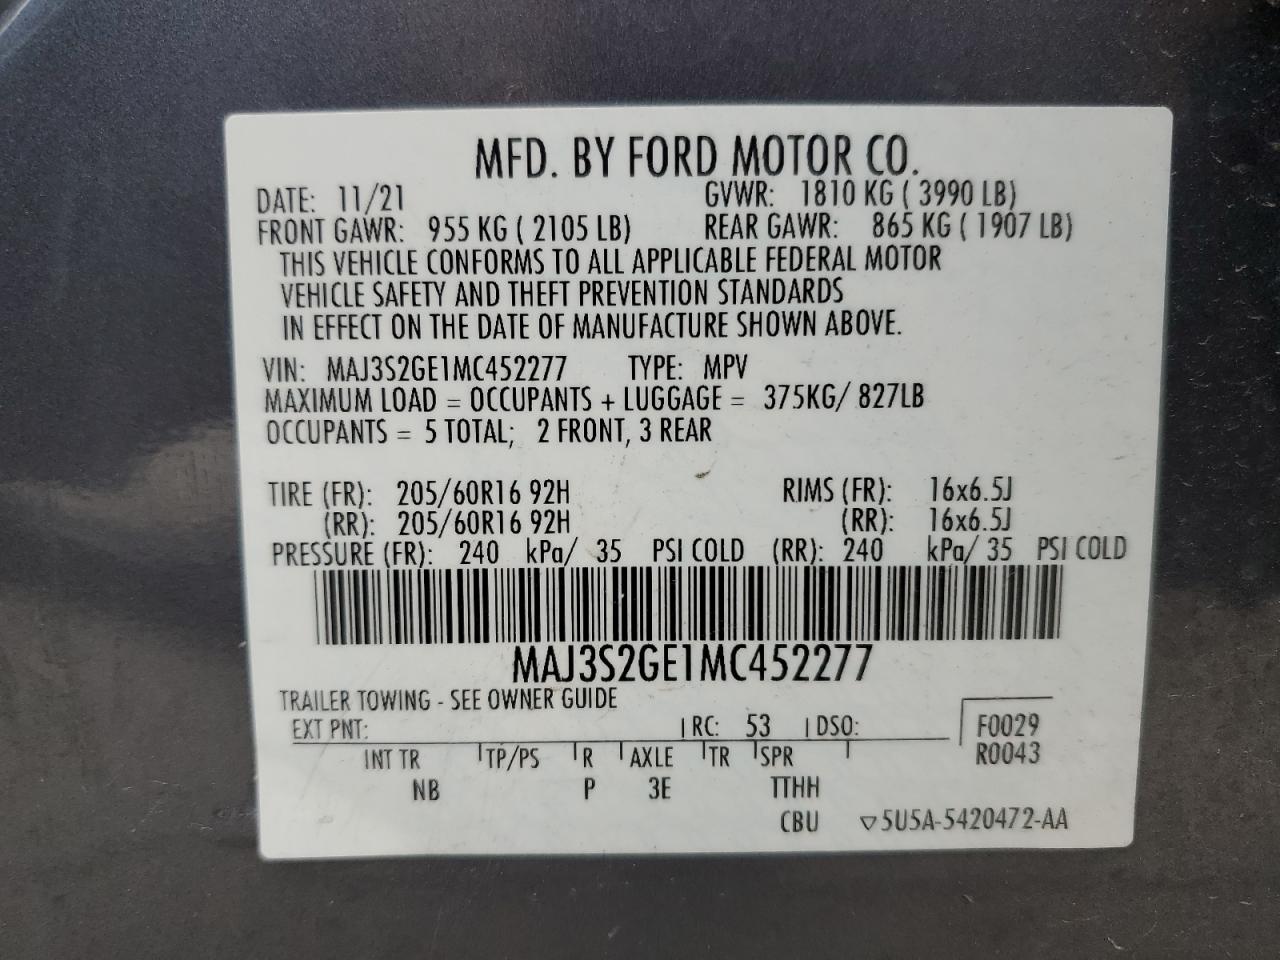 MFD. BY FORD MOTOR CO.
DATE: 11/21 GVWR: 1810 KG ( 3990 LB)
FRONT GAWR: 955 KG ( 2105 LB) REAR GAWR: 865 KG ( 1907 LB)
THIS VEHICLE CONFORMS TO ALL APPLICABLE FEDERAL MOTOR
VEHICLE SAFETY AND THEFT PREVENTION STANDARDS
IN EFFECT ON THE DATE OF MANUFACTURE SHOWN ABOVE.
VIN: MAJ3S2GE1MC452277 TYPE: MPV
MAXIMUM LOAD = OCCUPANTS + LUGGAGE = 375KG/ 827LB
OCCUPANTS = 5 TOTAL; 2 FRONT, 3 REAR
TIRE (FR): 205/60R16 92H RIMS (FR): 16x6.5J
(RR): 205/60R16 92H (RR): 16x6.5J
PRESSURE (FR): 240 kPa/ 35 PSI COLD (RR): 240 kPa/ 35 PSI COLD
MAJ3S2GE1MC452277
TRAILER TOWING - SEE OWNER GUIDE
EXT PNT: RC: 53 DSO: F0029
INT TR TP/PS R AXLE TR SPR R0043
NB P 3E TTHH
CBU ▽5U5A-5420472-AA